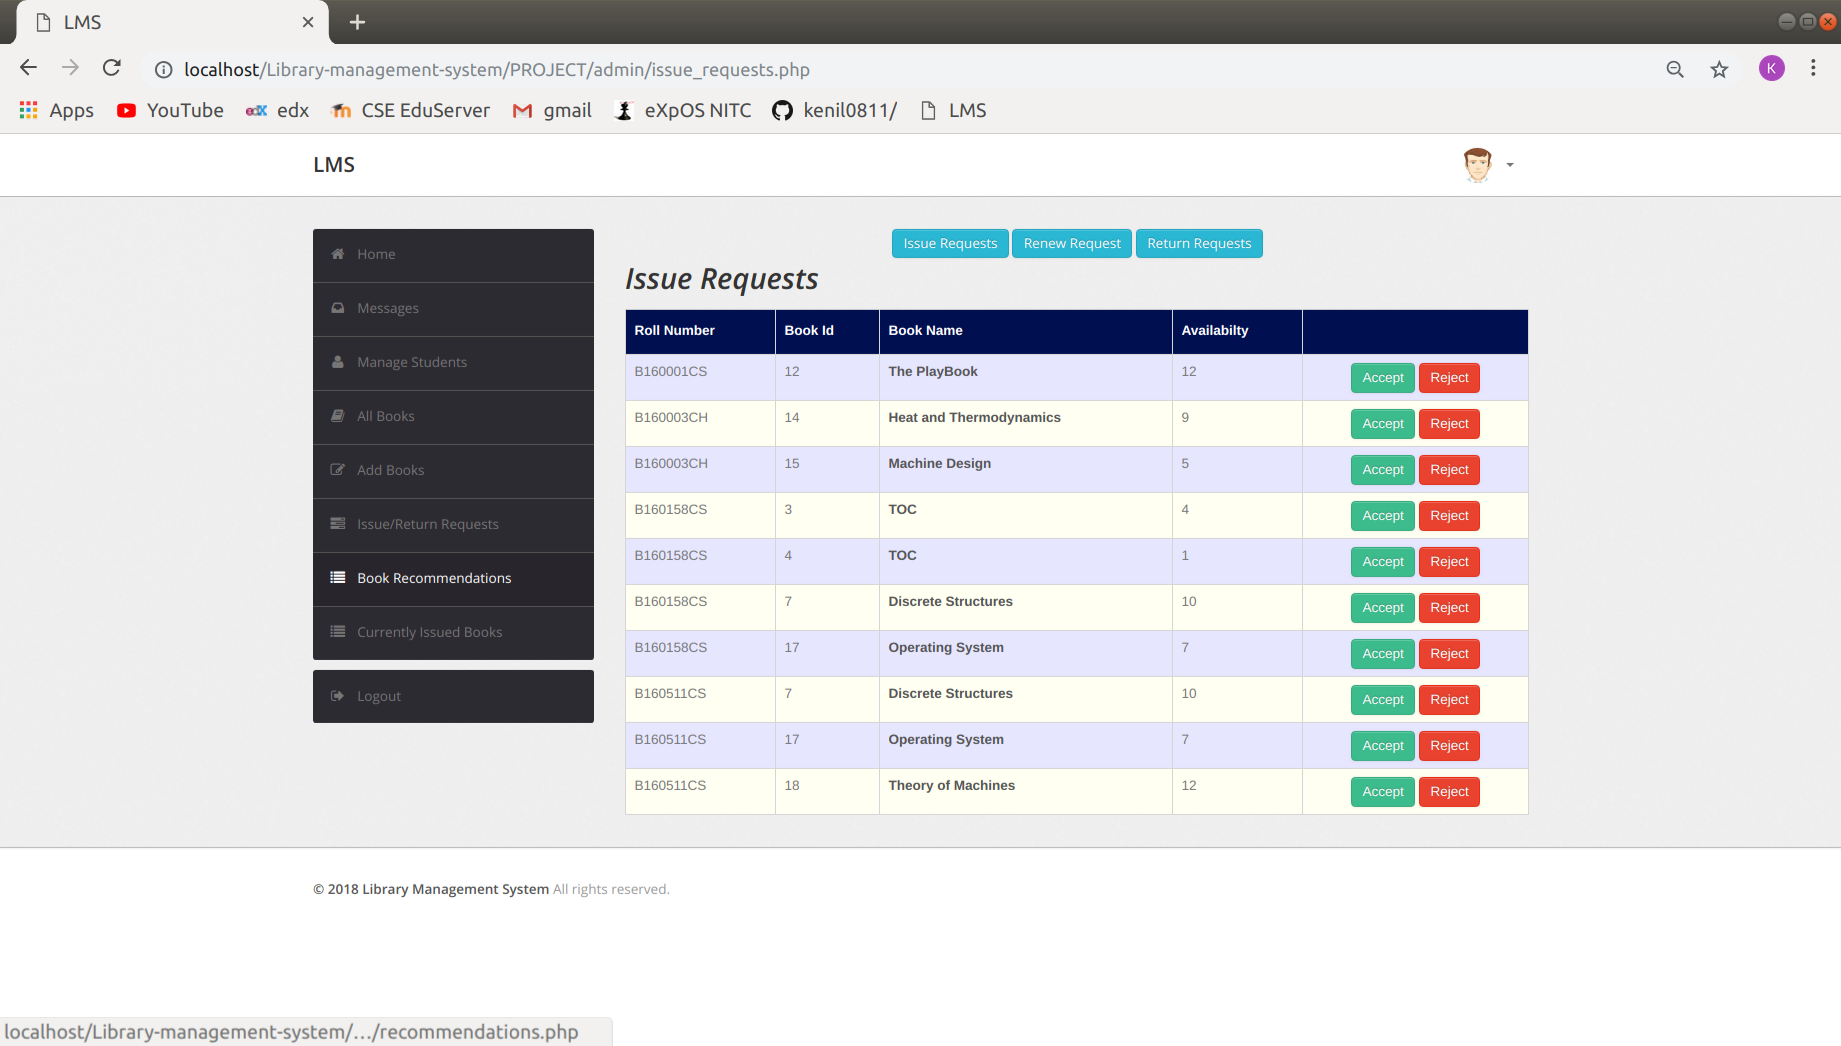 LMS
localhost/Library-management-system/PROJECT/admin/issue_requests.php
K
Apps YouTube edX edx CSE EduServer gmail eXpOS NITC kenil0811/ LMS
LMS
Home
Messages
Manage Students
All Books
Add Books
Issue/Return Requests
Book Recommendations
Currently Issued Books
Logout
Issue Requests Renew Request Return Requests
Issue Requests
Roll Number Book Id Book Name Availabilty
B160001CS 12 The PlayBook 12 Accept Reject
B160003CH 14 Heat and Thermodynamics 9 Accept Reject
B160003CH 15 Machine Design 5 Accept Reject
B160158CS 3 TOC 4 Accept Reject
B160158CS 4 TOC 1 Accept Reject
B160158CS 7 Discrete Structures 10 Accept Reject
B160158CS 17 Operating System 7 Accept Reject
B160511CS 7 Discrete Structures 10 Accept Reject
B160511CS 17 Operating System 7 Accept Reject
B160511CS 18 Theory of Machines 12 Accept Reject
© 2018 Library Management System All rights reserved.
localhost/Library-management-system/…/recommendations.php